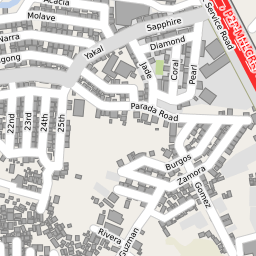 Acacia
Molave
Sapphire
Narra
Yakal
Diamond
Service Road
Jade
Coral
Pearl
Parada Road
22nd
23rd
24th
25th
Burgos
Zamora
Gomez
Rivera
Guzman